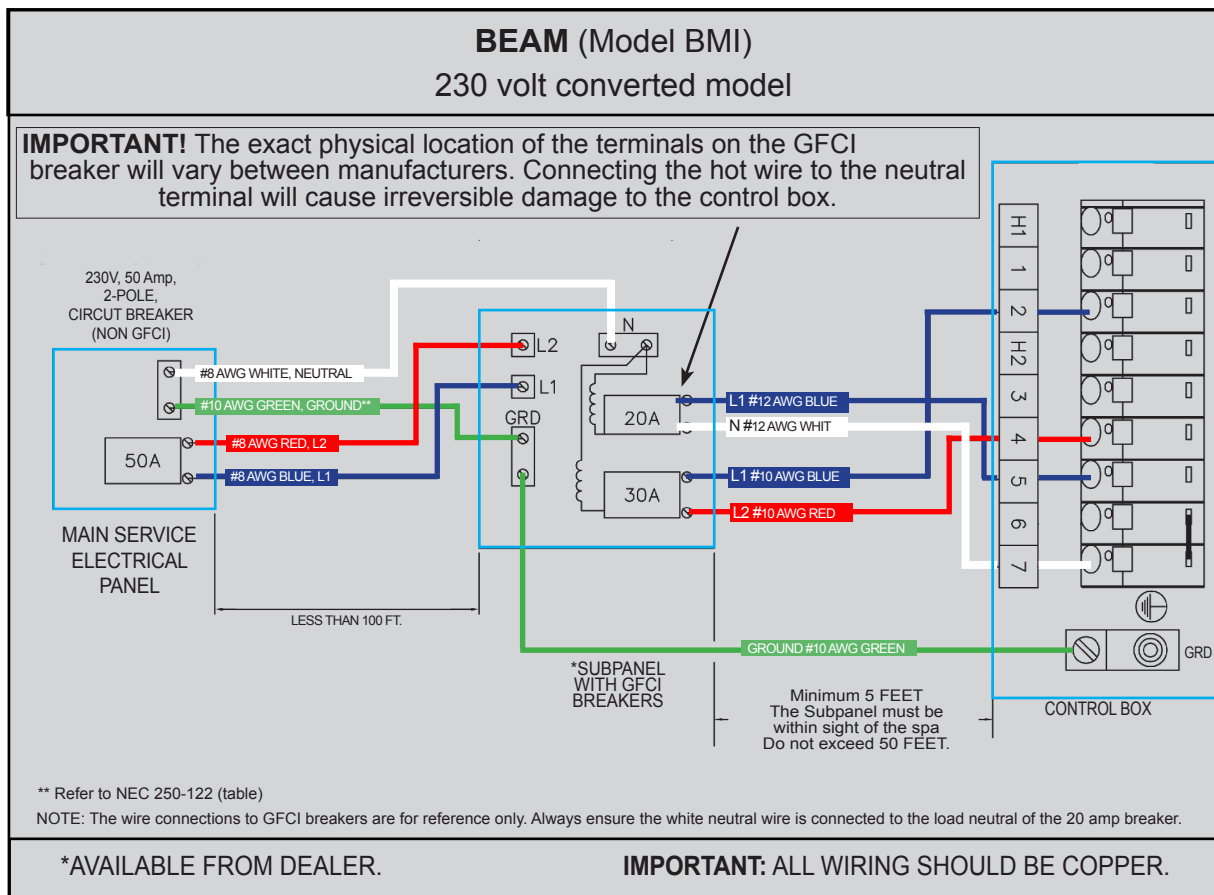 BEAM (Model BMI)
230 volt converted model
IMPORTANT! The exact physical location of the terminals on the GFCI
breaker will vary between manufacturers. Connecting the hot wire to the neutral
terminal will cause irreversible damage to the control box.
230V, 50 Amp,
2-POLE,
CIRCUT BREAKER
(NON GFCI)
#8 AWG WHITE, NEUTRAL
#10 AWG GREEN, GROUND**
#8 AWG RED, L2
#8 AWG BLUE, L1
50A
MAIN SERVICE
ELECTRICAL
PANEL
LESS THAN 100 FT.
L2
L1
GRD
N
20A
30A
*SUBPANEL
WITH GFCI
BREAKERS
L1 #12 AWG BLUE
N #12 AWG WHIT
L1 #10 AWG BLUE
L2 #10 AWG RED
GROUND #10 AWG GREEN
Minimum 5 FEET
The Subpanel must be
within sight of the spa
Do not exceed 50 FEET.
H1
1
2
H2
3
4
5
6
7
GRD
CONTROL BOX
** Refer to NEC 250-122 (table)
NOTE: The wire connections to GFCI breakers are for reference only. Always ensure the white neutral wire is connected to the load neutral of the 20 amp breaker.
*AVAILABLE FROM DEALER.
IMPORTANT: ALL WIRING SHOULD BE COPPER.